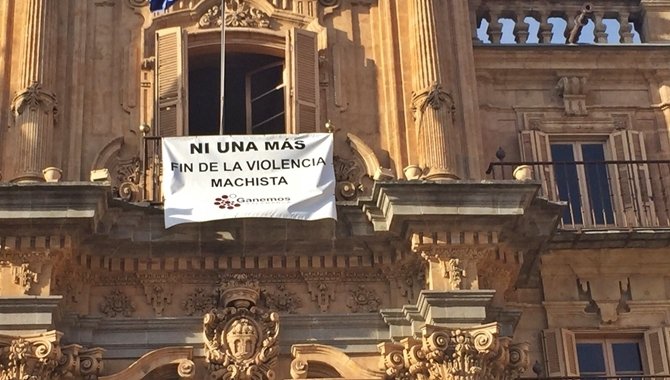 NI UNA MÁS
FIN DE LA VIOLENCIA
MACHISTA
Ganemos